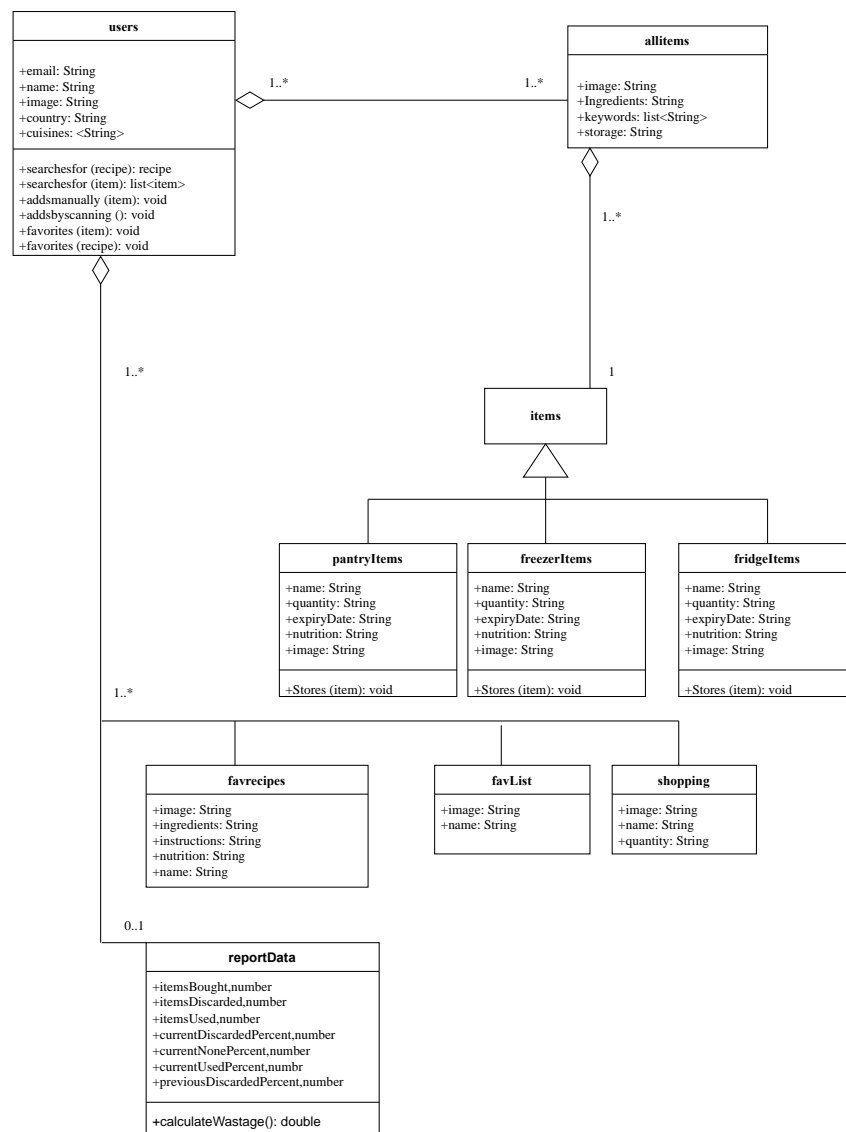 users
+email: String
+name: String
+image: String
+country: String
+cuisines: <String>
+searchesfor (recipe): recipe
+searchesfor (item): list<item>
+addsmanually (item): void
+addsbyscanning (): void
+favorites (item): void
+favorites (recipe): void
1..*
1..*
allitems
+image: String
+Ingredients: String
+keywords: list<String>
+storage: String
1..*
1..*
1
items
pantryItems
+name: String
+quantity: String
+expiryDate: String
+nutrition: String
+image: String
+Stores (item): void
freezerItems
+name: String
+quantity: String
+expiryDate: String
+nutrition: String
+image: String
+Stores (item): void
fridgeItems
+name: String
+quantity: String
+expiryDate: String
+nutrition: String
+image: String
+Stores (item): void
1..*
favrecipes
+image: String
+ingredients: String
+instructions: String
+nutrition: String
+name: String
favList
+image: String
+name: String
shopping
+image: String
+name: String
+quantity: String
0..1
reportData
+itemsBought,number
+itemsDiscarded,number
+itemsUsed,number
+currentDiscardedPercent,number
+currentNonePercent,number
+currentUsedPercent,numbr
+previousDiscardedPercent,number
+calculateWastage(): double